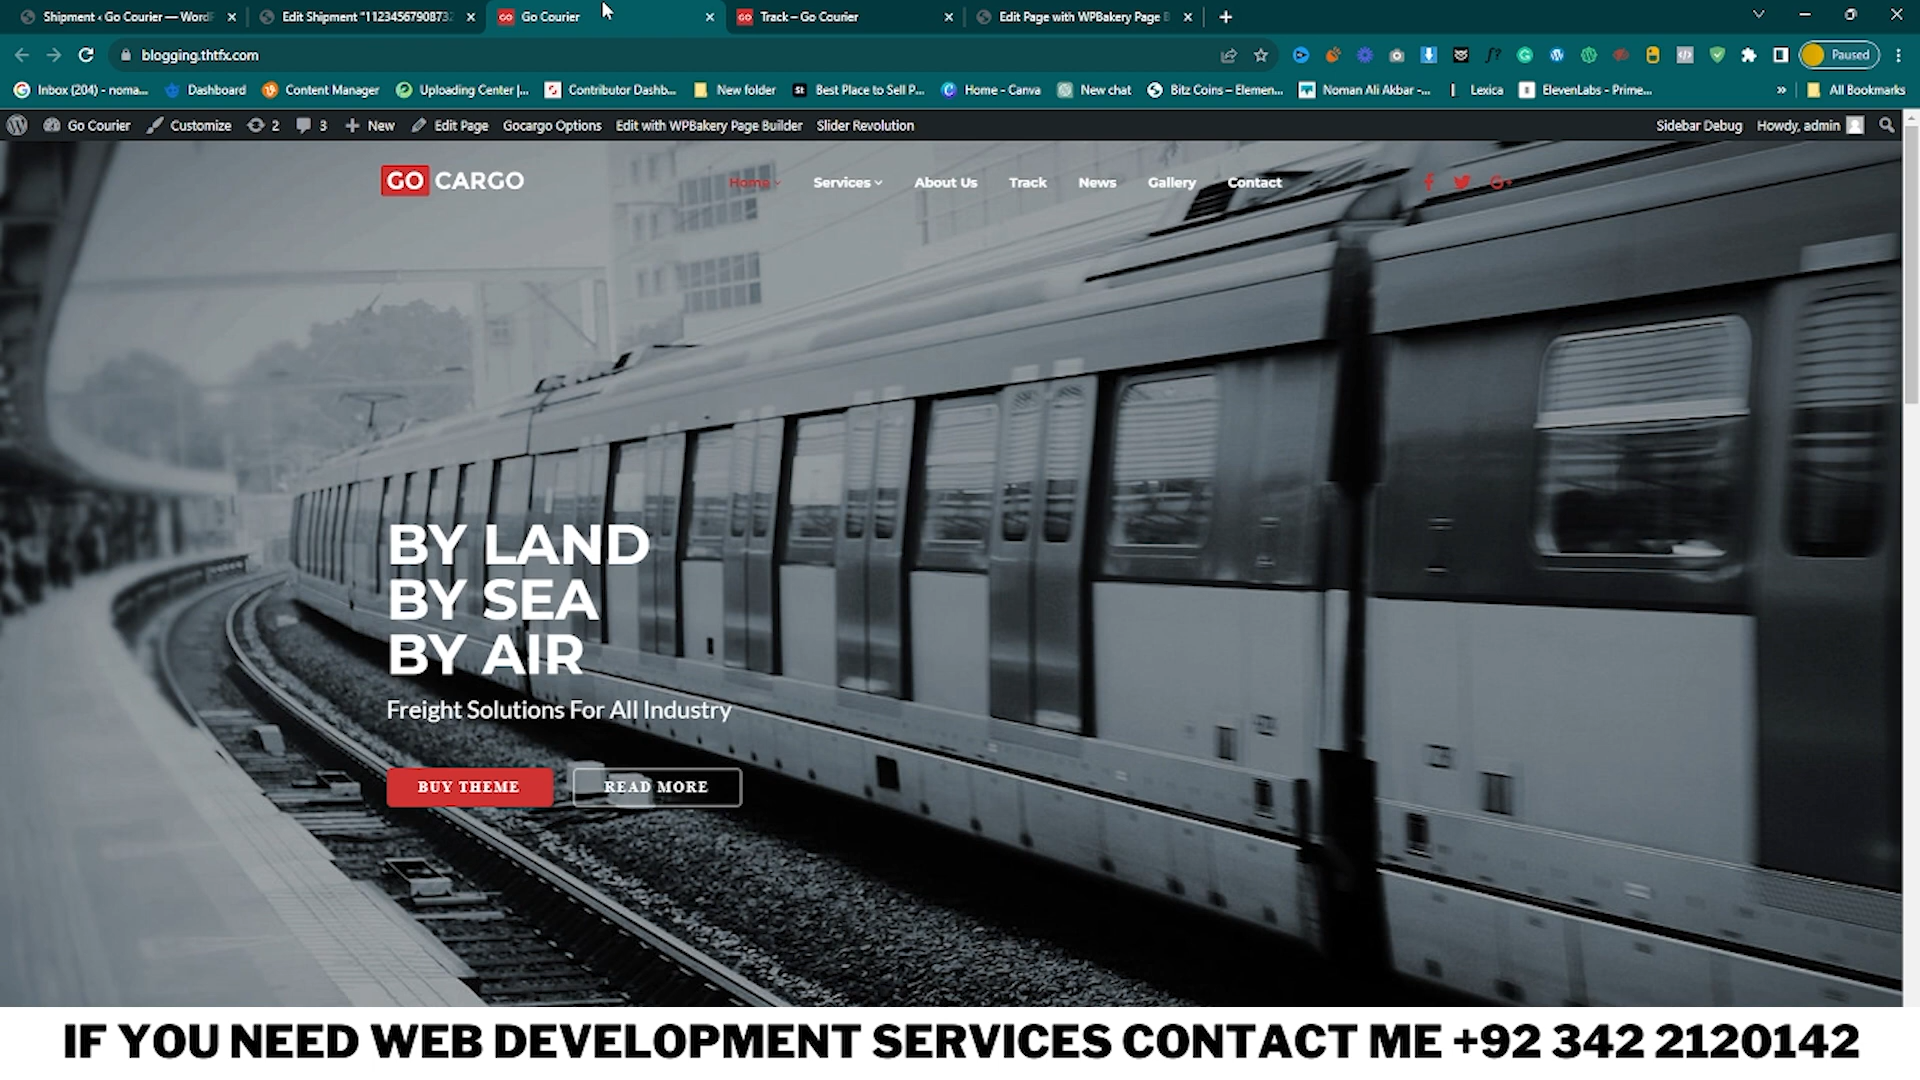 Shipment ‹ Go Courier — WordP
Edit Shipment "1123456790873
Go Courier
Track – Go Courier
Edit Page with WPBakery Page B
blogging.thtfx.com
Paused
Inbox (204) - noma...
Dashboard
Content Manager
Uploading Center |...
Contributor Dashb...
New folder
Best Place to Sell P...
Home - Canva
New chat
Bitz Coins – Elemen...
Noman Ali Akbar -...
Lexica
ElevenLabs - Prime...
»
All Bookmarks
Go Courier
Customize
2
3
New
Edit Page
Gocargo Options
Edit with WPBakery Page Builder
Slider Revolution
Sidebar Debug
Howdy, admin
GO CARGO
Home
Services
About Us
Track
News
Gallery
Contact
BY LAND
BY SEA
BY AIR
Freight Solutions For All Industry
BUY THEME
READ MORE
IF YOU NEED WEB DEVELOPMENT SERVICES CONTACT ME +92 342 2120142